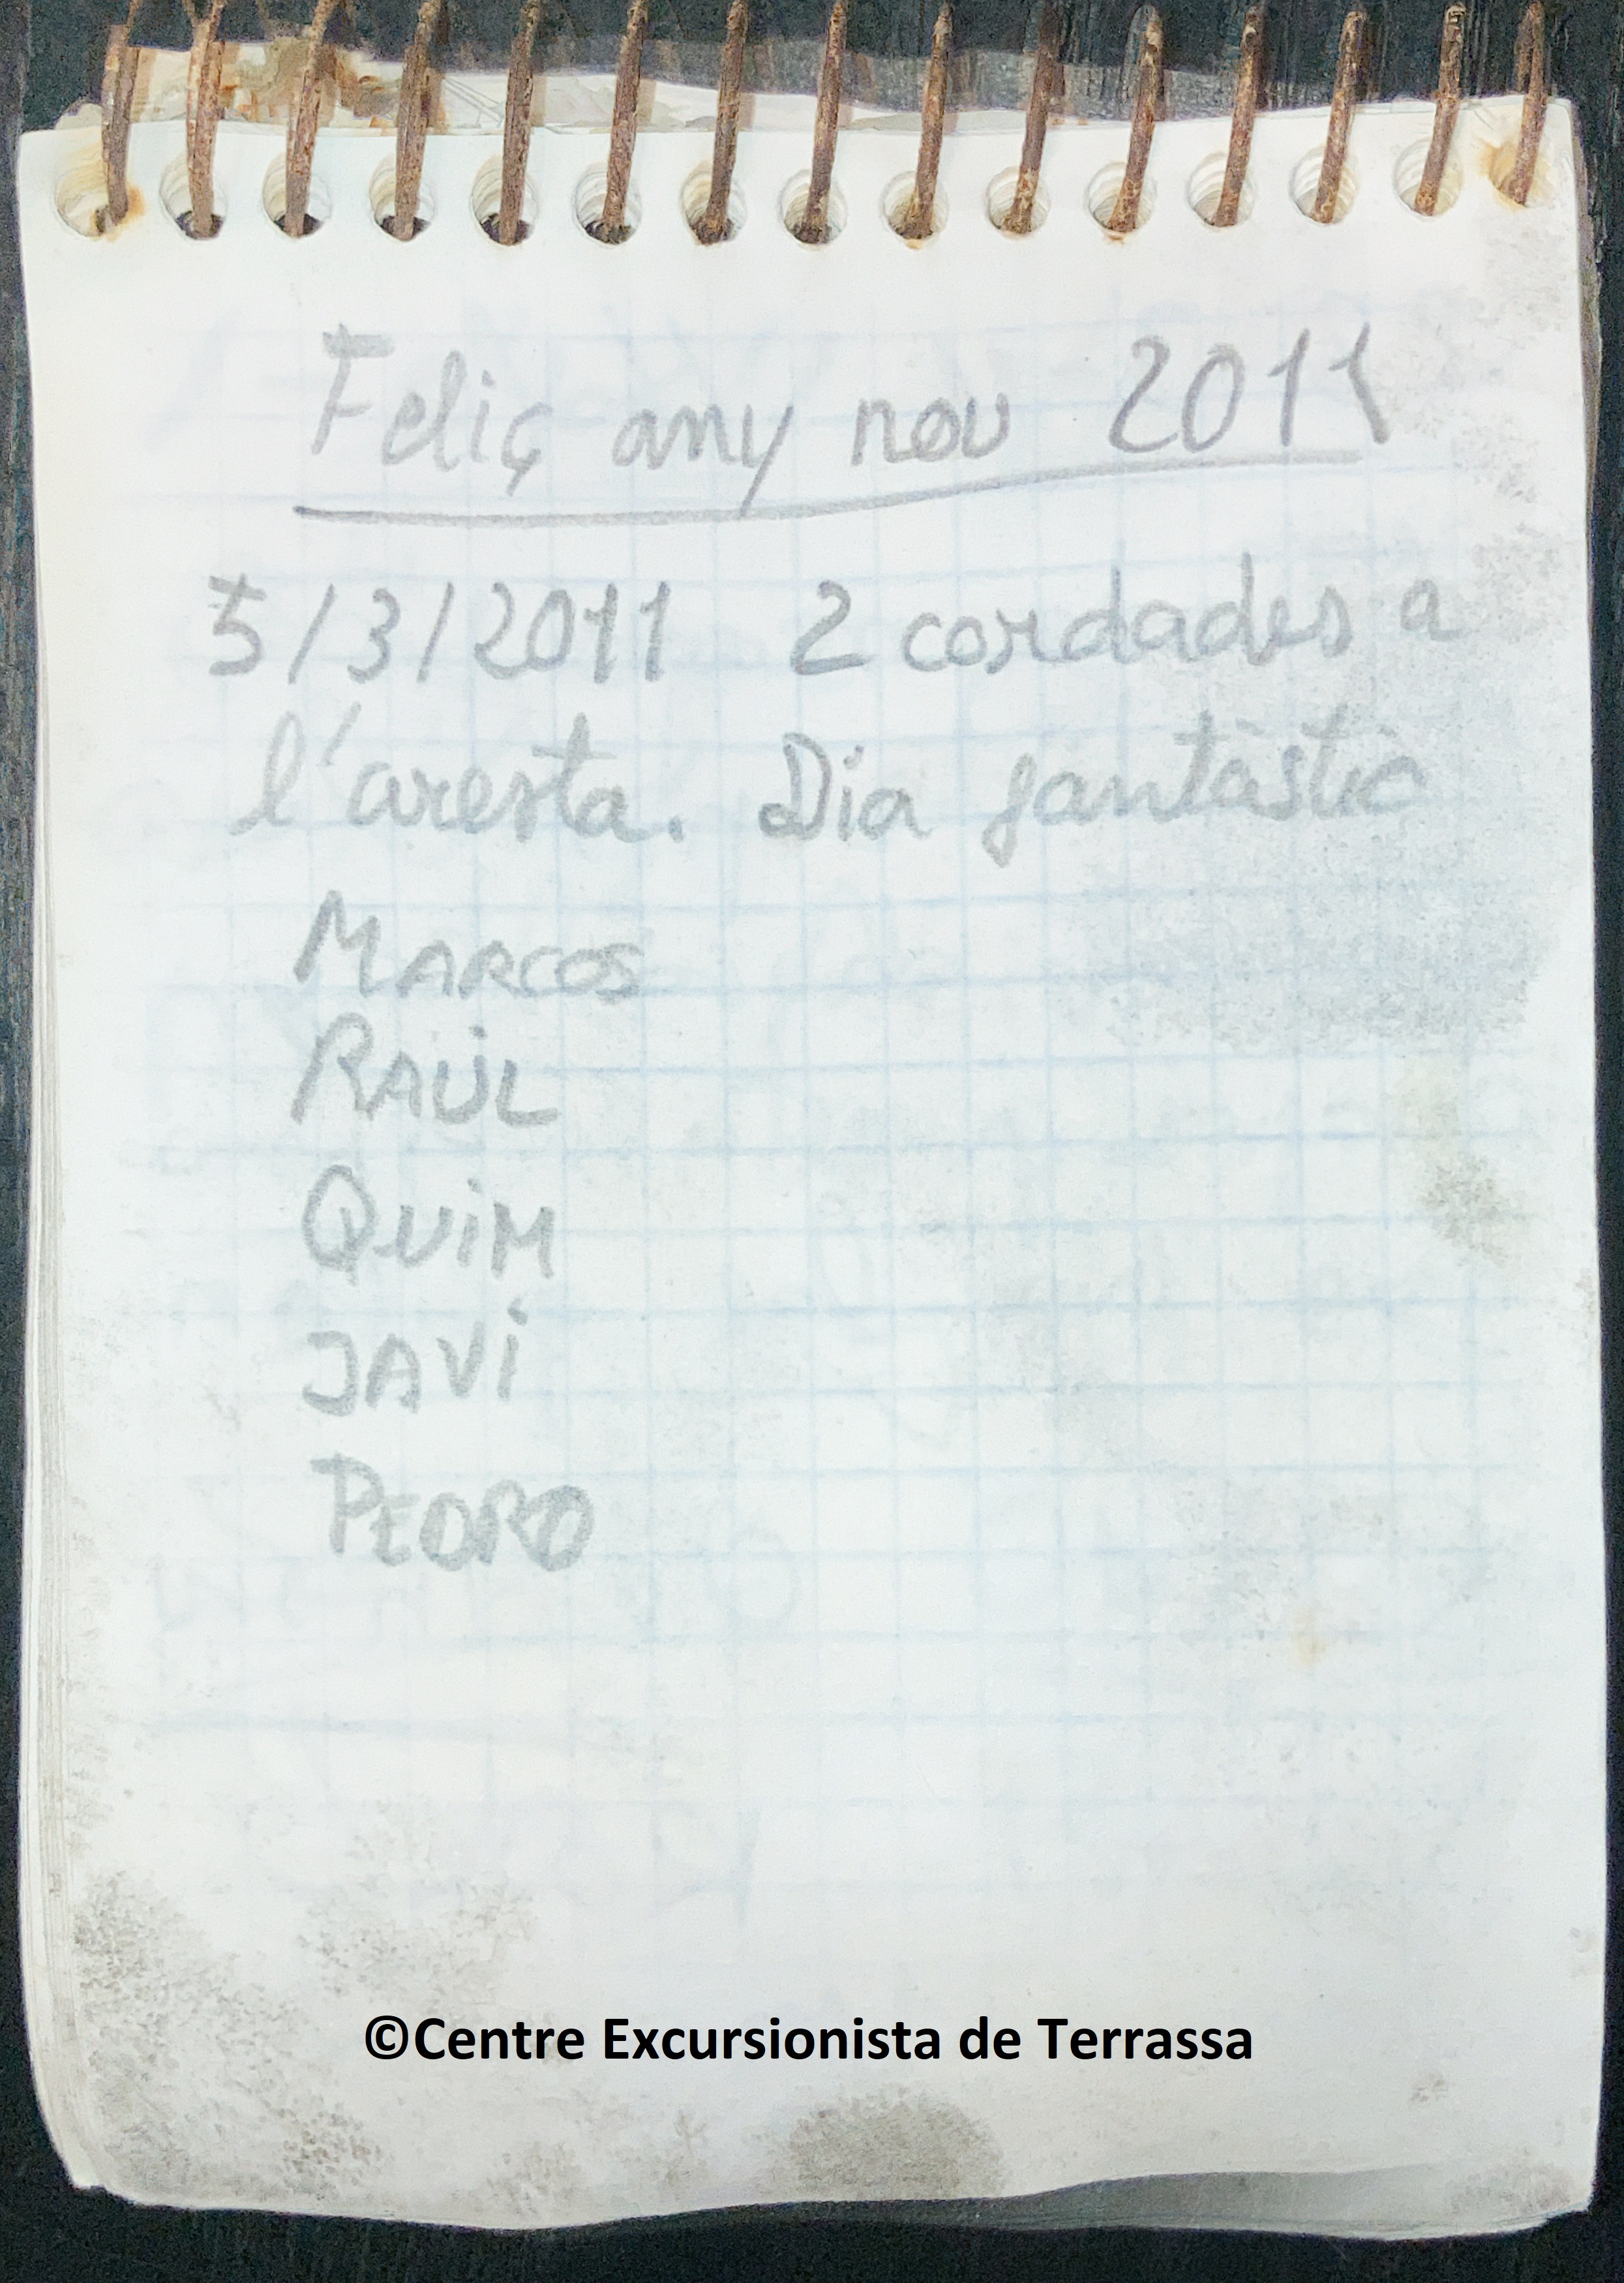 Feliç any nou 2011
5/3/2011 2 cordades a
l'aresta. Dia fantàstic
MARCOS
RAÜL
QUIM
JAVI
PEDRO
©Centre Excursionista de Terrassa